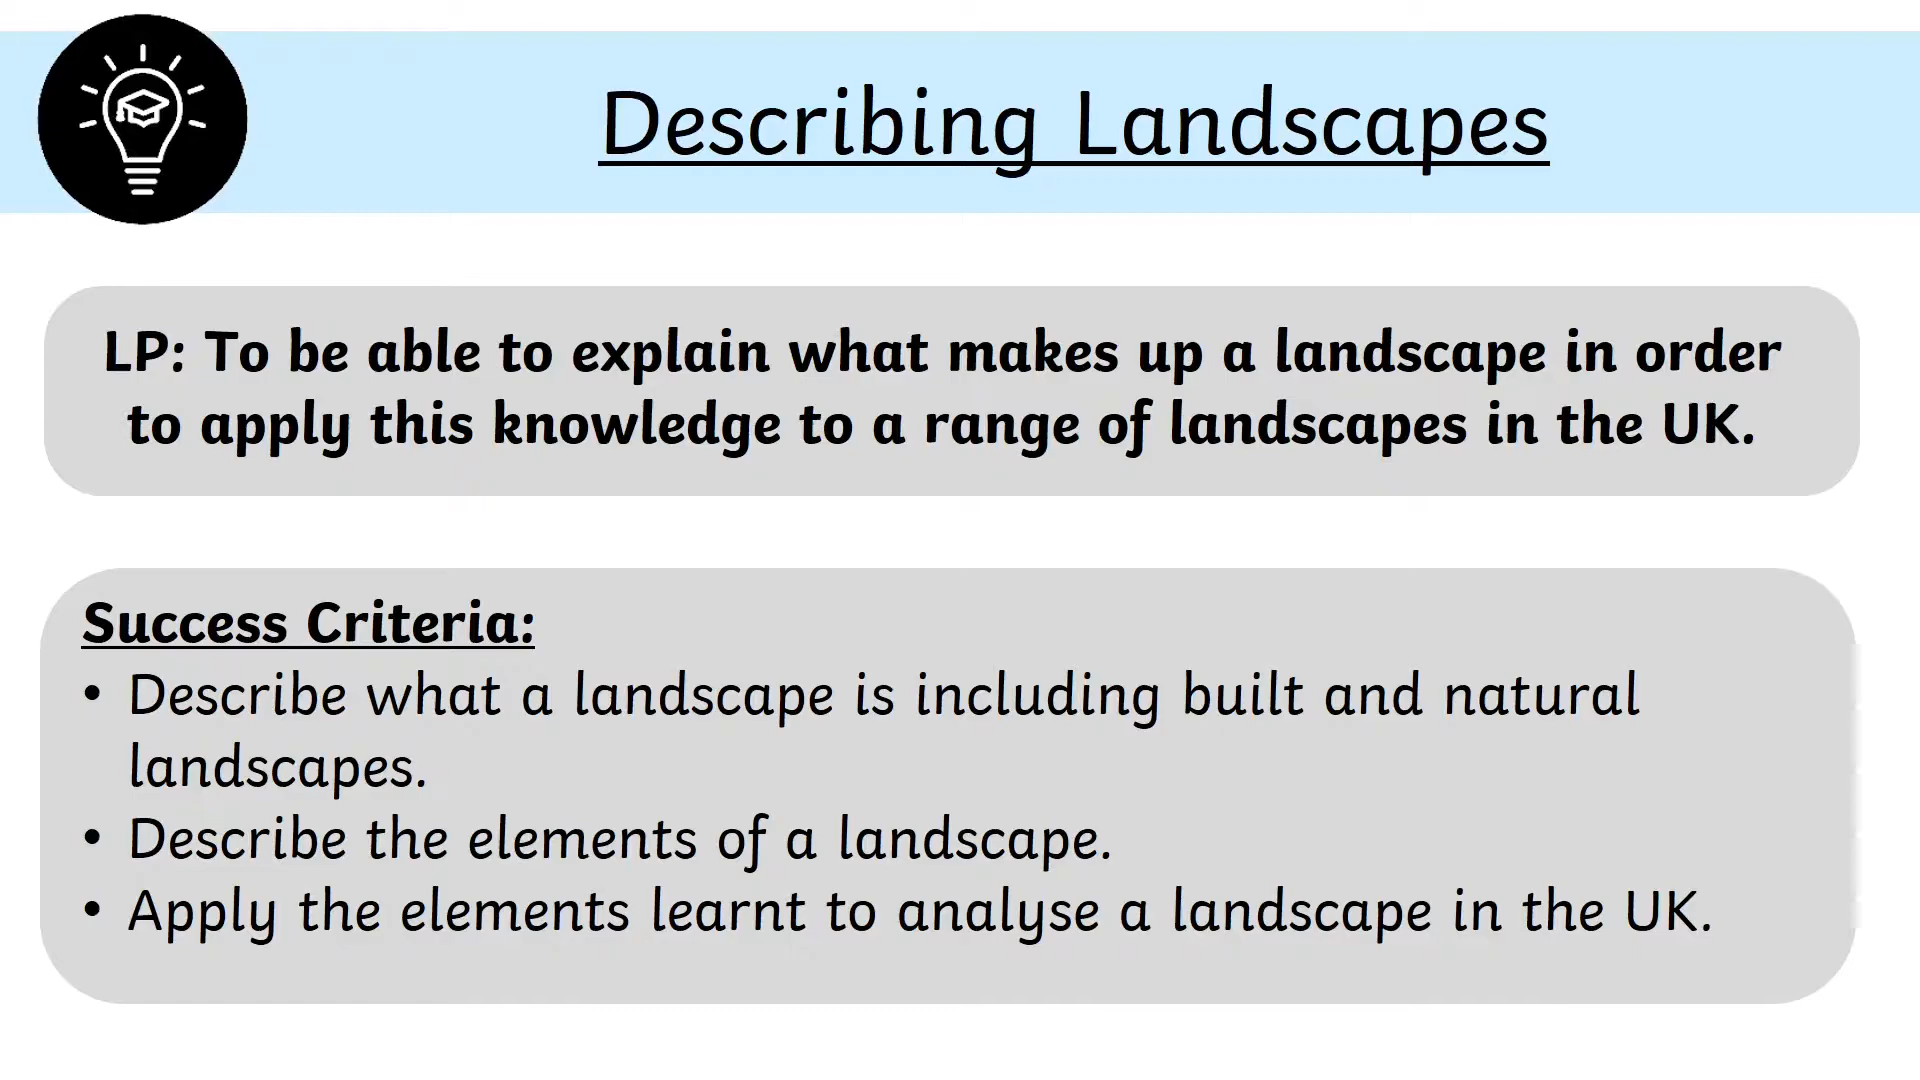 Describing Landscapes
LP: To be able to explain what makes up a landscape in order
to apply this knowledge to a range of landscapes in the UK.
Success Criteria:
• Describe what a landscape is including built and natural
landscapes.
• Describe the elements of a landscape.
• Apply the elements learnt to analyse a landscape in the UK.